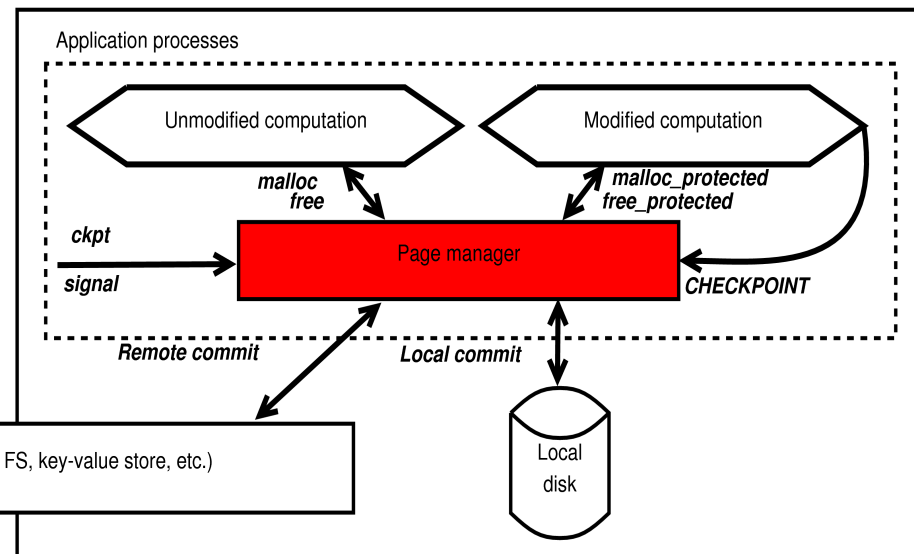 Application processes
Unmodified computation
Modified computation
malloc
free
malloc_protected
free_protected
ckpt
signal
Page manager
CHECKPOINT
Remote commit
Local commit
FS, key-value store, etc.)
Local
disk